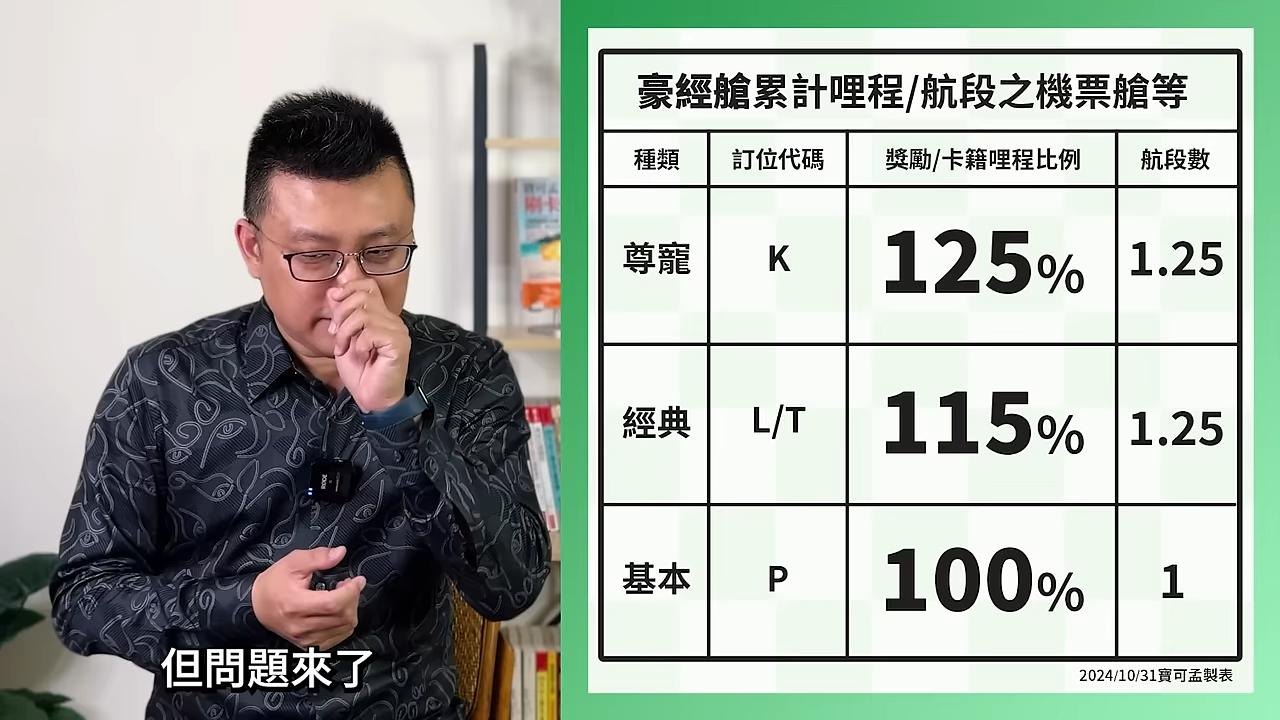 豪經艙累計哩程/航段之機票艙等
種類 訂位代碼 獎勵/卡籍哩程比例 航段數
尊寵 K 125% 1.25
經典 L/T 115% 1.25
基本 P 100% 1
2024/10/31寶可孟製表
但問題來了
RODE